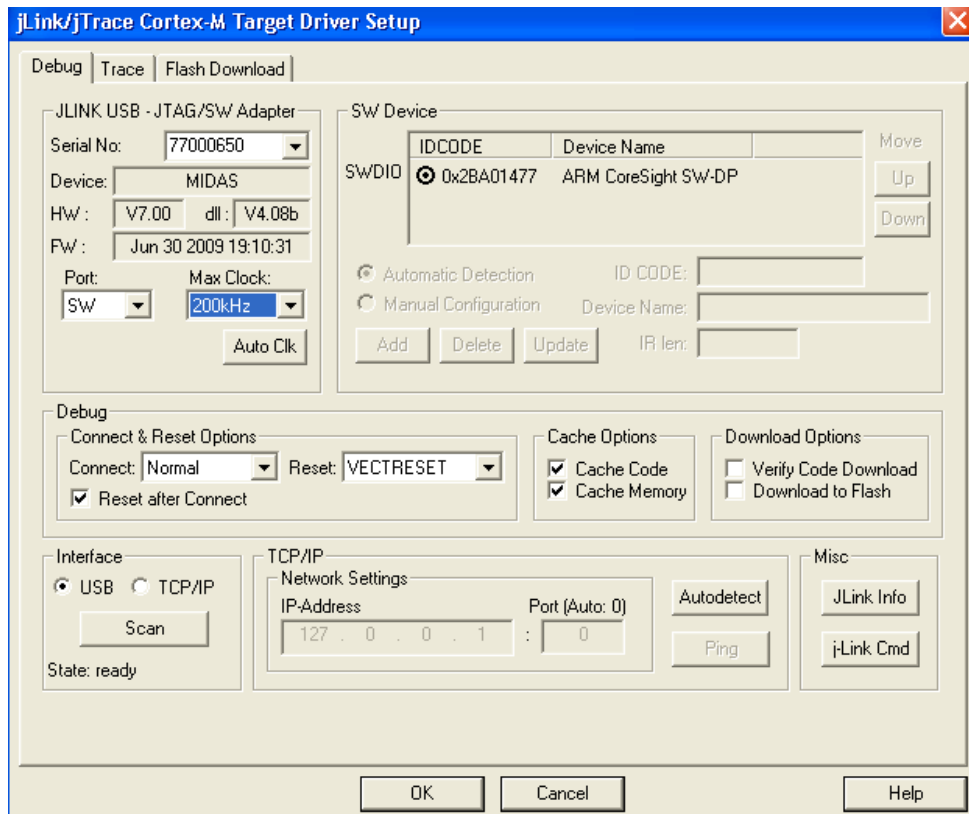 jLink/jTrace Cortex-M Target Driver Setup
Debug Trace Flash Download
JLINK USB - JTAG/SW Adapter
Serial No: 77000650
Device: MIDAS
HW : V7.00 dll : V4.08b
FW : Jun 30 2009 19:10:31
Port: Max Clock:
SW 200kHz
Auto Clk
SW Device
IDCODE Device Name
SWDIO 0x2BA01477 ARM CoreSight SW-DP
Move
Up
Down
Automatic Detection ID CODE:
Manual Configuration Device Name:
Add Delete Update IR len:
Debug
Connect & Reset Options
Connect: Normal Reset: VECTRESET
Reset after Connect
Cache Options
Cache Code
Cache Memory
Download Options
Verify Code Download
Download to Flash
Interface
USB TCP/IP
Scan
State: ready
TCP/IP
Network Settings
IP-Address Port (Auto: 0)
127 . 0 . 0 . 1 : 0
Autodetect
Ping
Misc
JLink Info
j-Link Cmd
OK Cancel Help